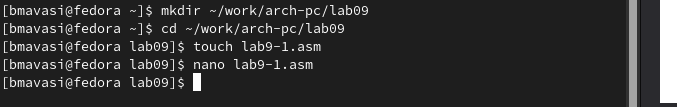 [bmavasi@fedora ~]$ mkdir ~/work/arch-pc/lab09
[bmavasi@fedora ~]$ cd ~/work/arch-pc/lab09
[bmavasi@fedora lab09]$ touch lab9-1.asm
[bmavasi@fedora lab09]$ nano lab9-1.asm
[bmavasi@fedora lab09]$